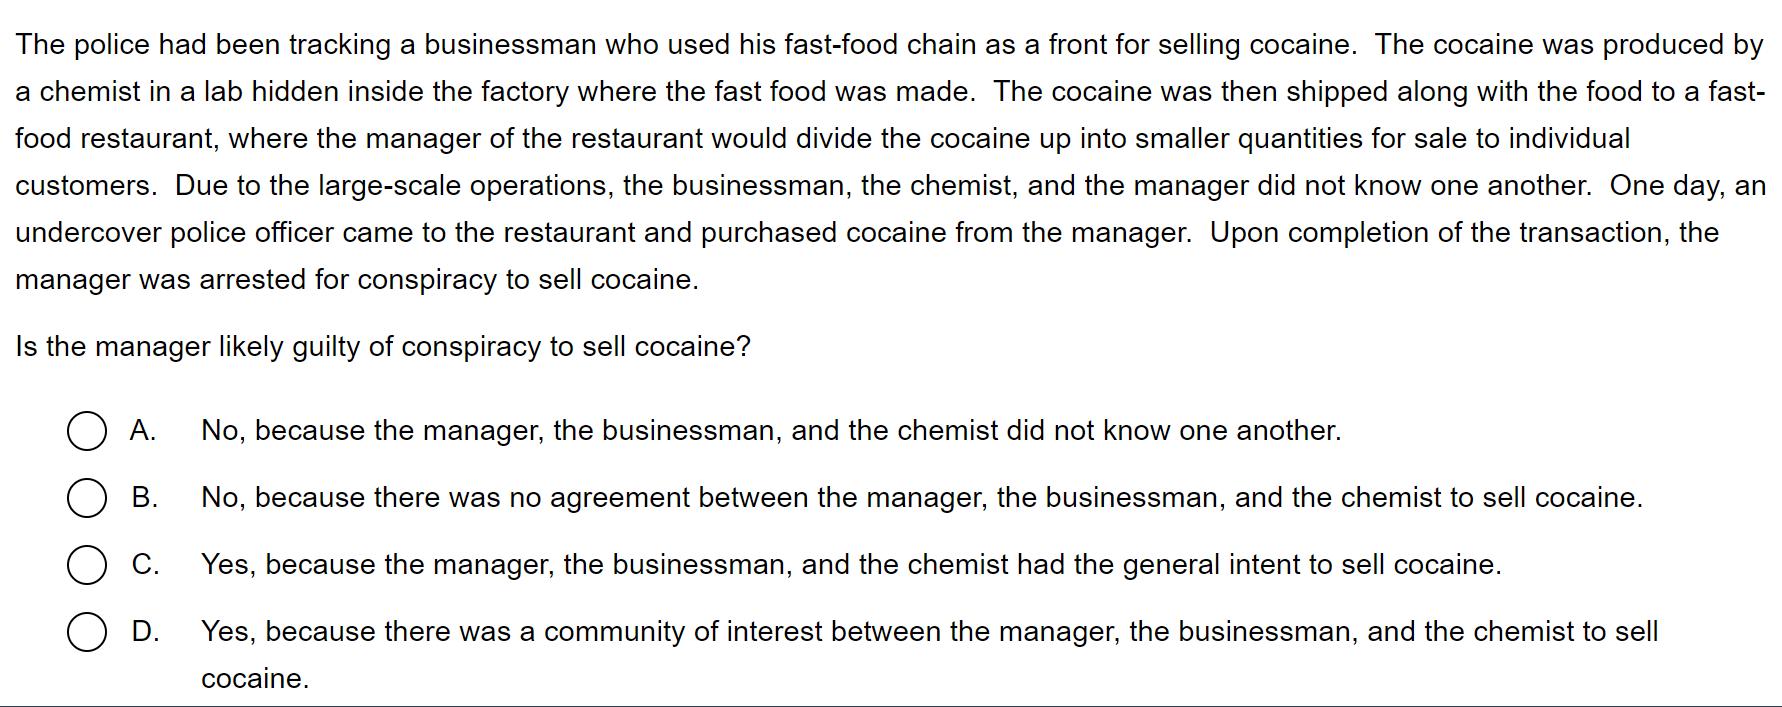 The police had been tracking a businessman who used his fast-food chain as a front for selling cocaine.  The cocaine was produced by
a chemist in a lab hidden inside the factory where the fast food was made.  The cocaine was then shipped along with the food to a fast-
food restaurant, where the manager of the restaurant would divide the cocaine up into smaller quantities for sale to individual
customers.  Due to the large-scale operations, the businessman, the chemist, and the manager did not know one another.  One day, an
undercover police officer came to the restaurant and purchased cocaine from the manager.  Upon completion of the transaction, the
manager was arrested for conspiracy to sell cocaine.
Is the manager likely guilty of conspiracy to sell cocaine?
A. No, because the manager, the businessman, and the chemist did not know one another.
B. No, because there was no agreement between the manager, the businessman, and the chemist to sell cocaine.
C. Yes, because the manager, the businessman, and the chemist had the general intent to sell cocaine.
D. Yes, because there was a community of interest between the manager, the businessman, and the chemist to sell
cocaine.